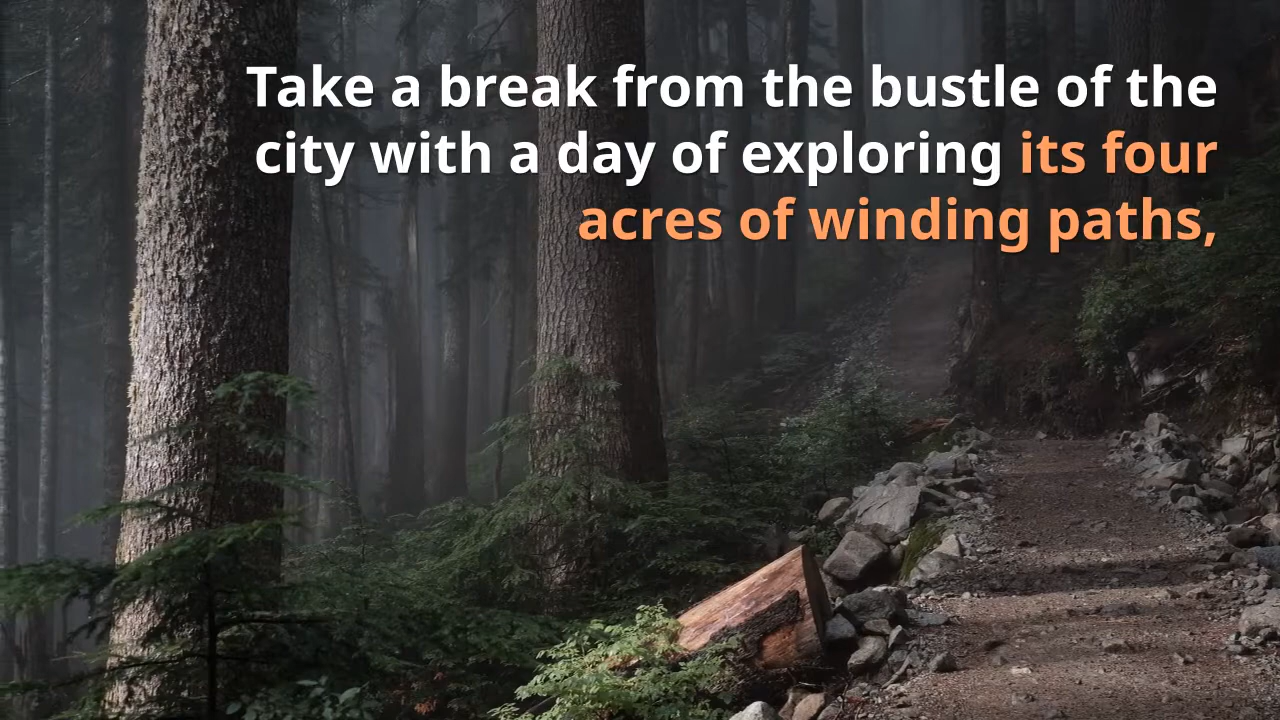 Take a break from the bustle of the
city with a day of exploring its four
acres of winding paths,